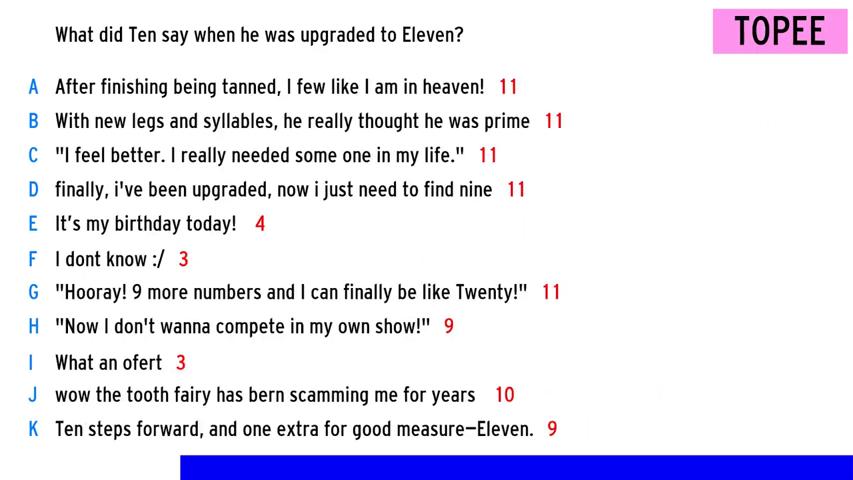 What did Ten say when he was upgraded to Eleven?
TOPEE
A After finishing being tanned, I few like I am in heaven! 11
B With new legs and syllables, he really thought he was prime 11
C "I feel better. I really needed some one in my life." 11
D finally, i've been upgraded, now i just need to find nine 11
E It's my birthday today! 4
F I dont know :/ 3
G "Hooray! 9 more numbers and I can finally be like Twenty!" 11
H "Now I don't wanna compete in my own show!" 9
I What an ofert 3
J wow the tooth fairy has bern scamming me for years 10
K Ten steps forward, and one extra for good measure—Eleven. 9